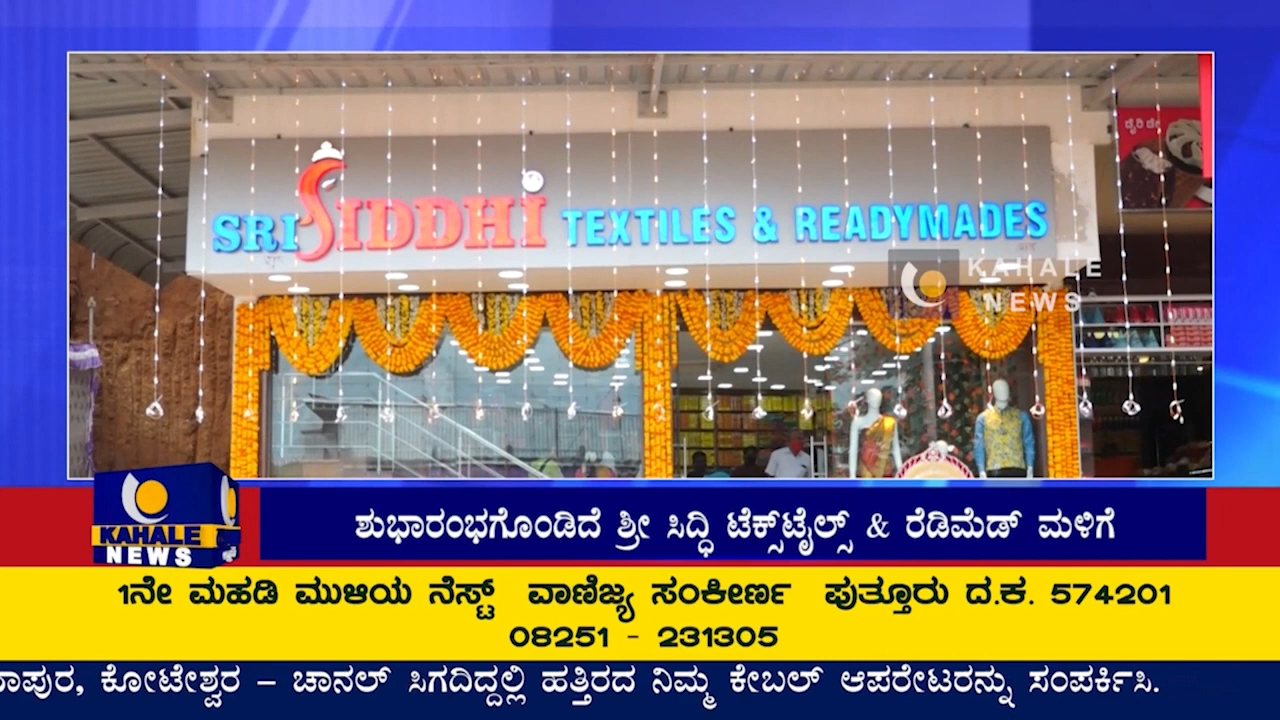 ಡೈರಿ ಡೇ
SRI SIDDHI TEXTILES & READYMADES
KAHALE
NEWS
KAHALE
NEWS
ಶುಭಾರಂಭಗೊಂಡಿದೆ ಶ್ರೀ ಸಿದ್ಧಿ ಟೆಕ್ಸ್‌ಟೈಲ್ಸ್ & ರೆಡಿಮೆಡ್ ಮಳಿಗೆ
1ನೇ ಮಹಡಿ ಮುಳಿಯ ನೆಸ್ಟ್ ವಾಣಿಜ್ಯ ಸಂಕೀರ್ಣ ಪುತ್ತೂರು ದ.ಕ. 574201
08251 - 231305
ಾಪುರ, ಕೋಟೇಶ್ವರ – ಚಾನಲ್ ಸಿಗದಿದ್ದಲ್ಲಿ ಹತ್ತಿರದ ನಿಮ್ಮ ಕೇಬಲ್ ಆಪರೇಟರನ್ನು ಸಂಪರ್ಕಿಸಿ.